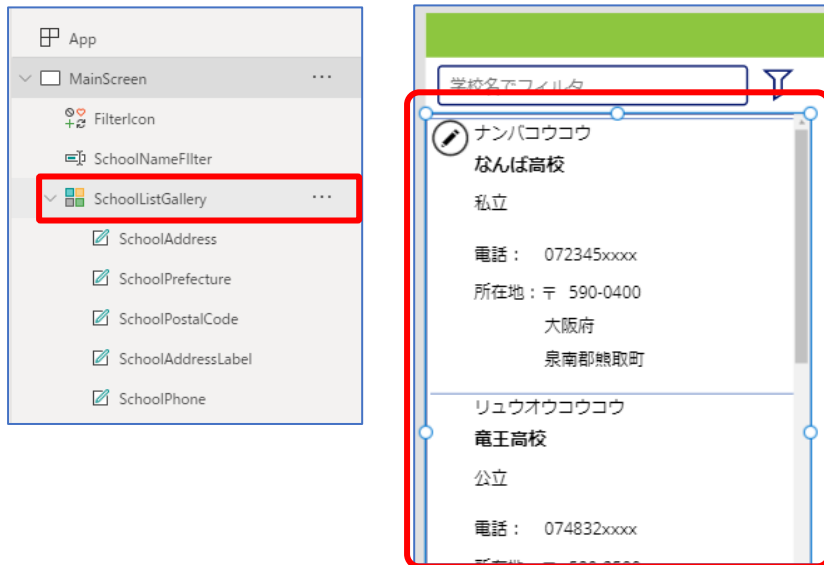 App
MainScreen
FilterIcon
SchoolNameFIlter
SchoolListGallery
SchoolAddress
SchoolPrefecture
SchoolPostalCode
SchoolAddressLabel
SchoolPhone
学校名でフィルタ
ナンバコウコウ
なんば高校
私立
電話： 072345xxxx
所在地：〒 590-0400
大阪府
泉南郡熊取町
リュウオウコウコウ
竜王高校
公立
電話： 074832xxxx